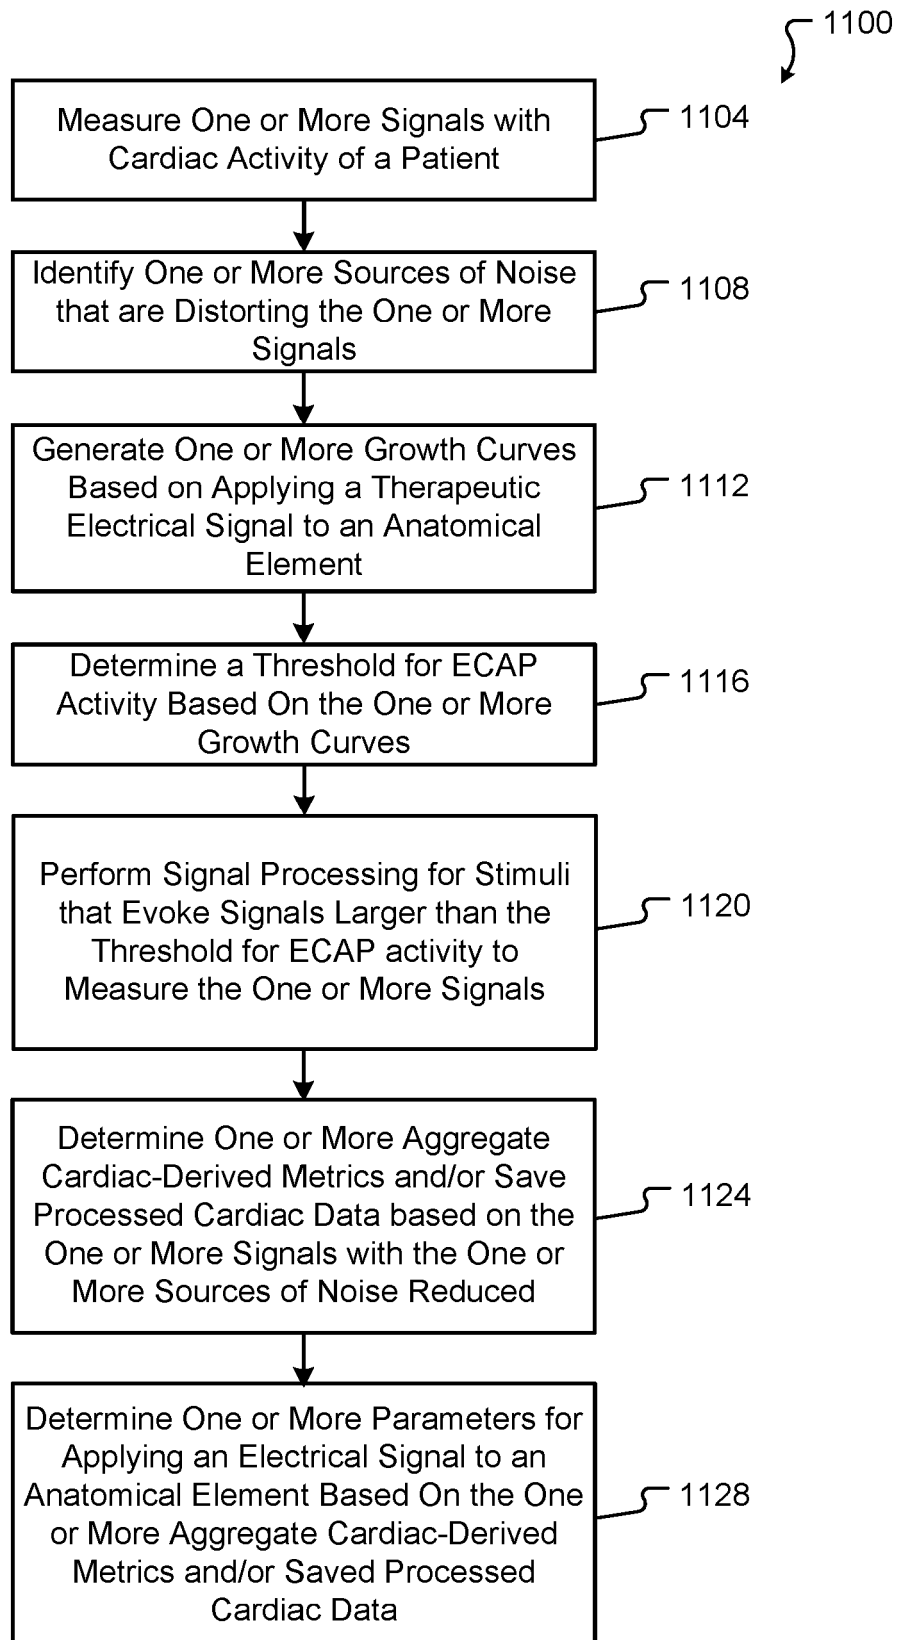 1100
Measure One or More Signals with
Cardiac Activity of a Patient
1104
Identify One or More Sources of Noise
that are Distorting the One or More
Signals
1108
Generate One or More Growth Curves
Based on Applying a Therapeutic
Electrical Signal to an Anatomical
Element
1112
Determine a Threshold for ECAP
Activity Based On the One or More
Growth Curves
1116
Perform Signal Processing for Stimuli
that Evoke Signals Larger than the
Threshold for ECAP activity to
Measure the One or More Signals
1120
Determine One or More Aggregate
Cardiac-Derived Metrics and/or Save
Processed Cardiac Data based on the
One or More Signals with the One or
More Sources of Noise Reduced
1124
Determine One or More Parameters for
Applying an Electrical Signal to an
Anatomical Element Based On the One
or More Aggregate Cardiac-Derived
Metrics and/or Saved Processed
Cardiac Data
1128